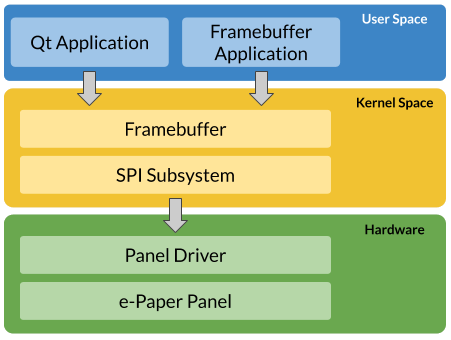 User Space
Qt Application
Framebuffer
Application
Kernel Space
Framebuffer
SPI Subsystem
Hardware
Panel Driver
e-Paper Panel